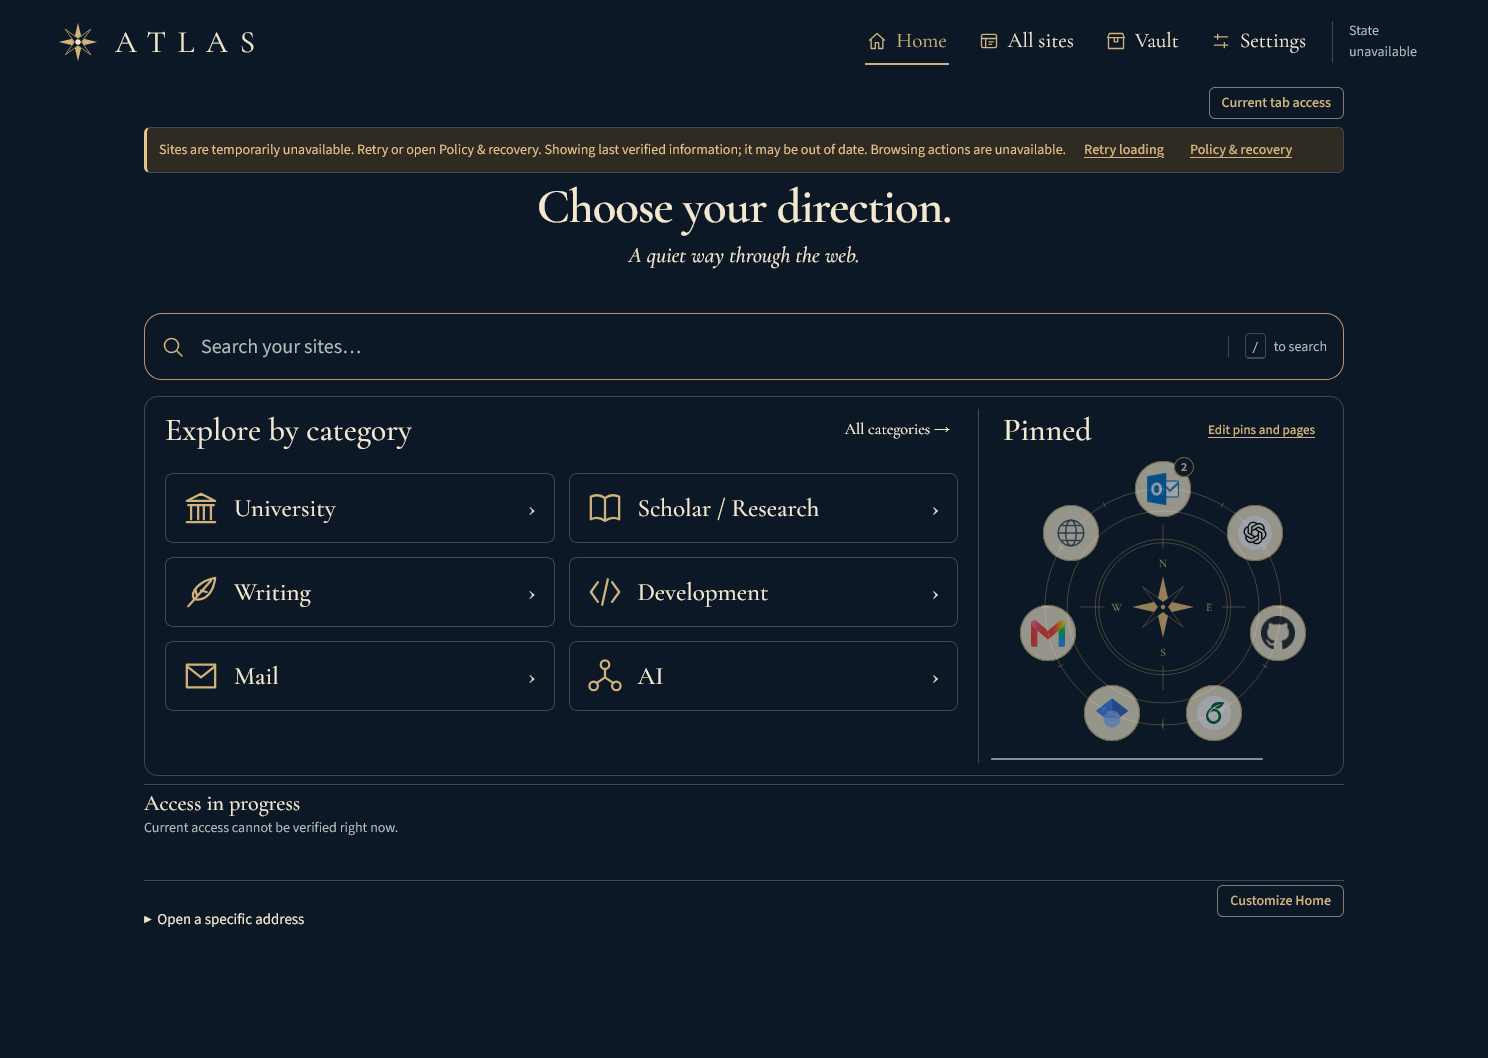 ATLAS
Home
All sites
Vault
Settings
State
unavailable
Current tab access
Sites are temporarily unavailable. Retry or open Policy & recovery. Showing last verified information; it may be out of date. Browsing actions are unavailable. Retry loading Policy & recovery
Choose your direction.
A quiet way through the web.
Search your sites…
/ to search
Explore by category
All categories →
University
Scholar / Research
Writing
Development
Mail
AI
Pinned
Edit pins and pages
2
O
N
W
E
S
Access in progress
Current access cannot be verified right now.
Customize Home
Open a specific address